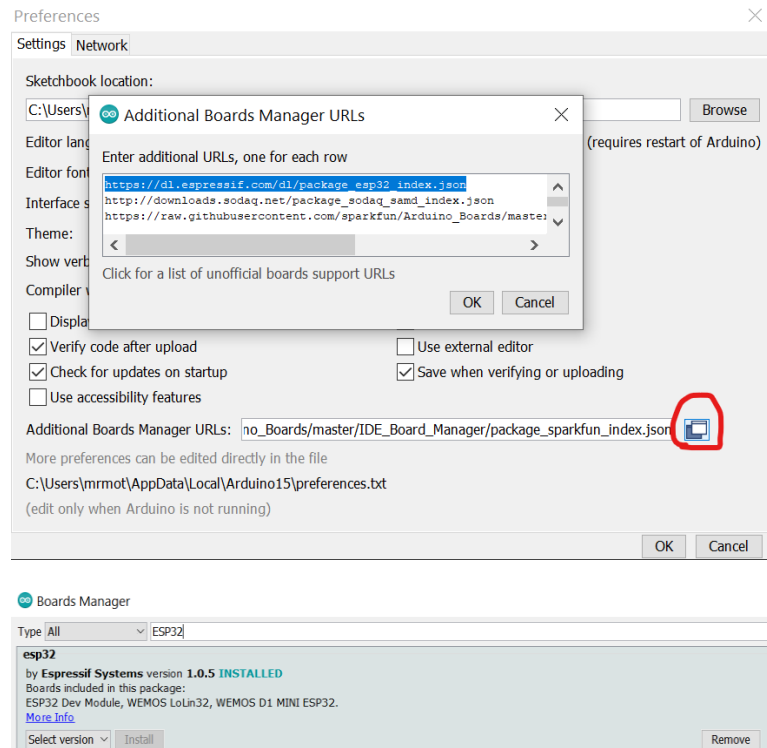 Preferences
Settings Network
Sketchbook location:
C:\Users\ Browse
Additional Boards Manager URLs
Editor lang (requires restart of Arduino)
Enter additional URLs, one for each row
Editor font
https://dl.espressif.com/dl/package_esp32_index.json
http://downloads.sodaq.net/package_sodaq_samd_index.json
https://raw.githubusercontent.com/sparkfun/Arduino_Boards/master
Interface s
Theme:
Show verb
Click for a list of unofficial boards support URLs
Compiler
OK Cancel
Displa
Verify code after upload Use external editor
Check for updates on startup Save when verifying or uploading
Use accessibility features
Additional Boards Manager URLs: no_Boards/master/IDE_Board_Manager/package_sparkfun_index.json
More preferences can be edited directly in the file
C:\Users\mrmot\AppData\Local\Arduino15\preferences.txt
(edit only when Arduino is not running)
OK Cancel
Boards Manager
Type All ESP32
esp32
by Espressif Systems version 1.0.5 INSTALLED
Boards included in this package:
ESP32 Dev Module, WEMOS LoLin32, WEMOS D1 MINI ESP32.
More Info
Select version Install Remove